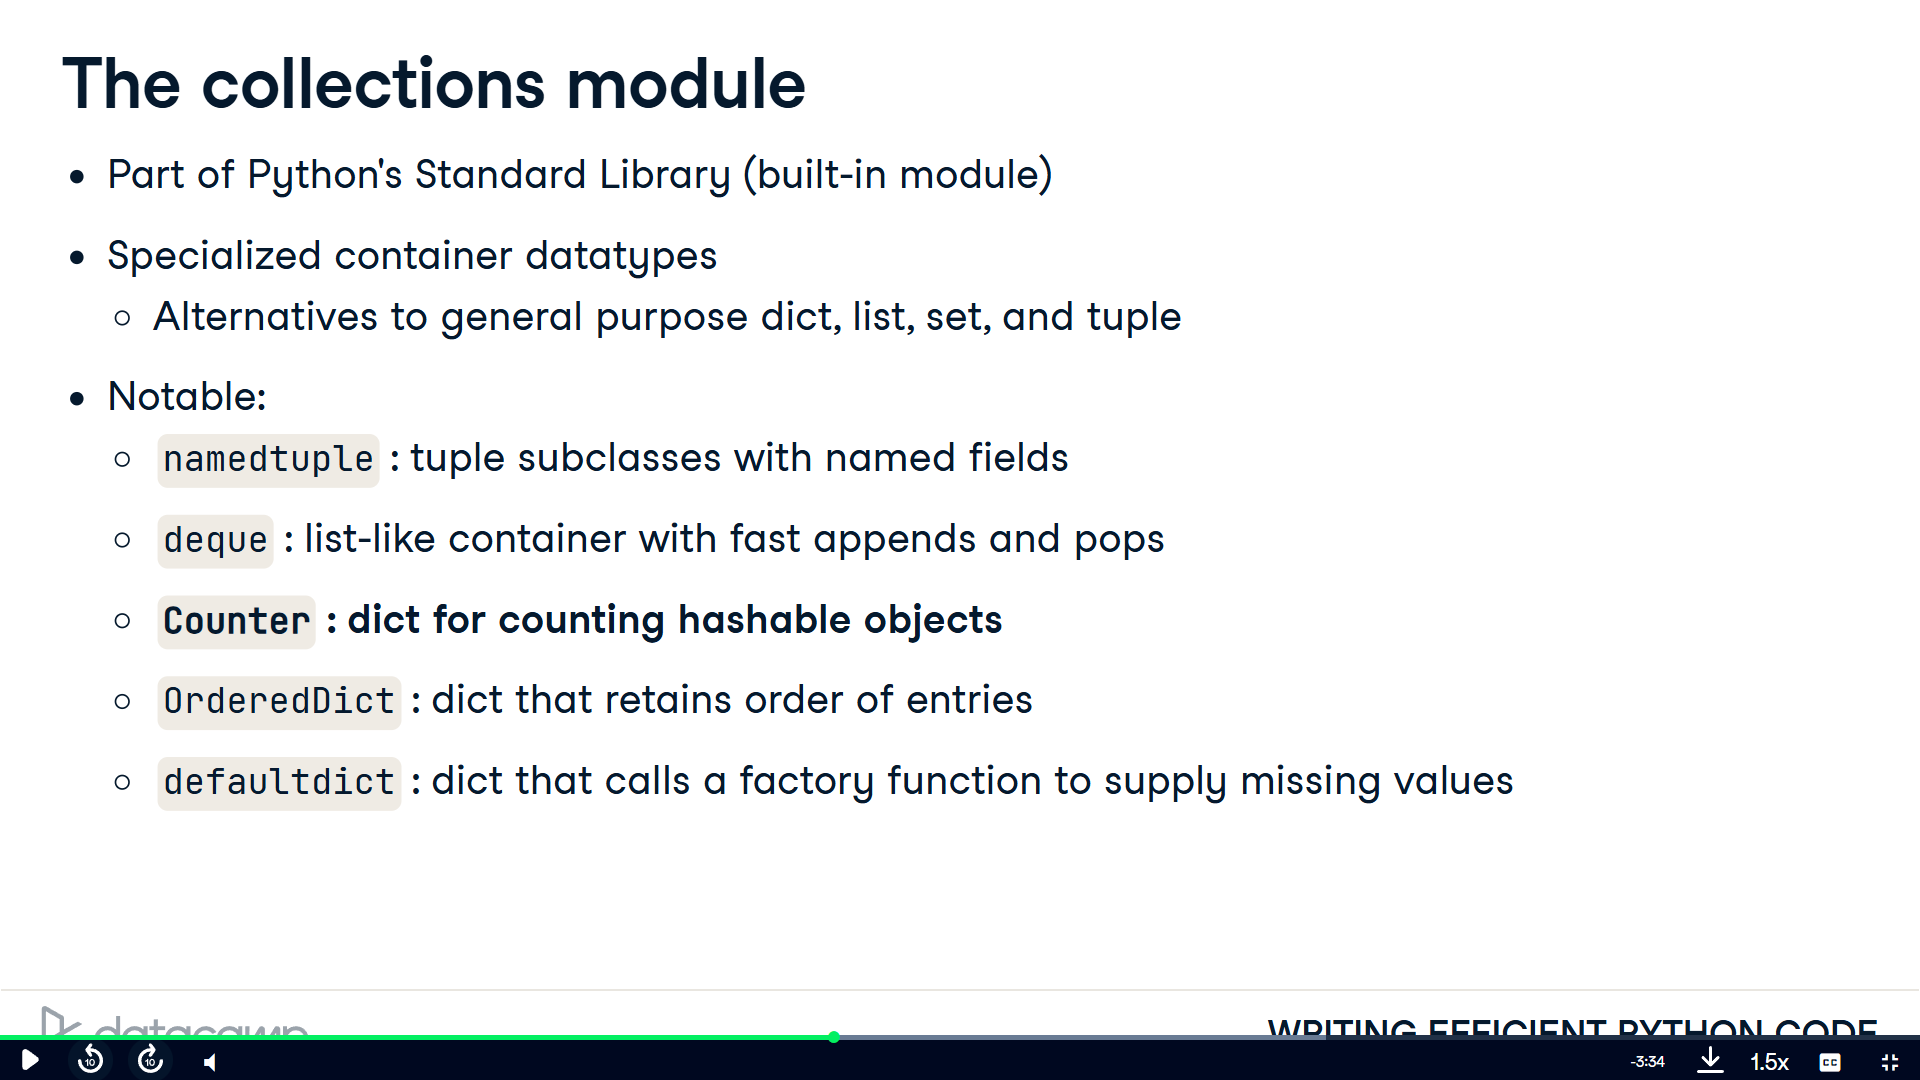 The collections module
Part of Python's Standard Library (built-in module)
Specialized container datatypes
Alternatives to general purpose dict, list, set, and tuple
Notable:
namedtuple : tuple subclasses with named fields
deque : list-like container with fast appends and pops
Counter : dict for counting hashable objects
OrderedDict : dict that retains order of entries
defaultdict : dict that calls a factory function to supply missing values
datacamp
WRITING EFFICIENT PYTHON CODE
10
10
-3:34
1.5x
CC